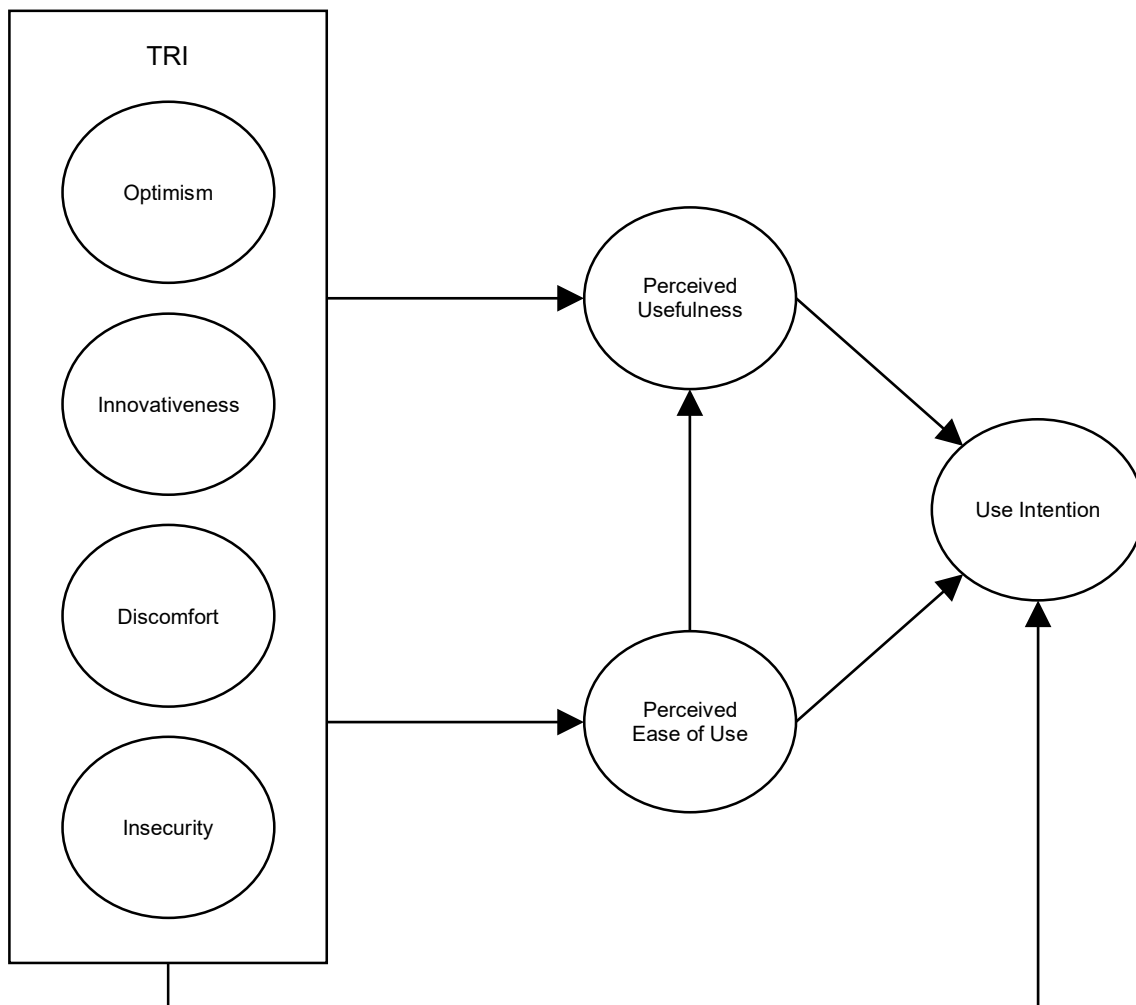 TRI
Optimism
Innovativeness
Discomfort
Insecurity
Perceived
Usefulness
Perceived
Ease of Use
Use Intention